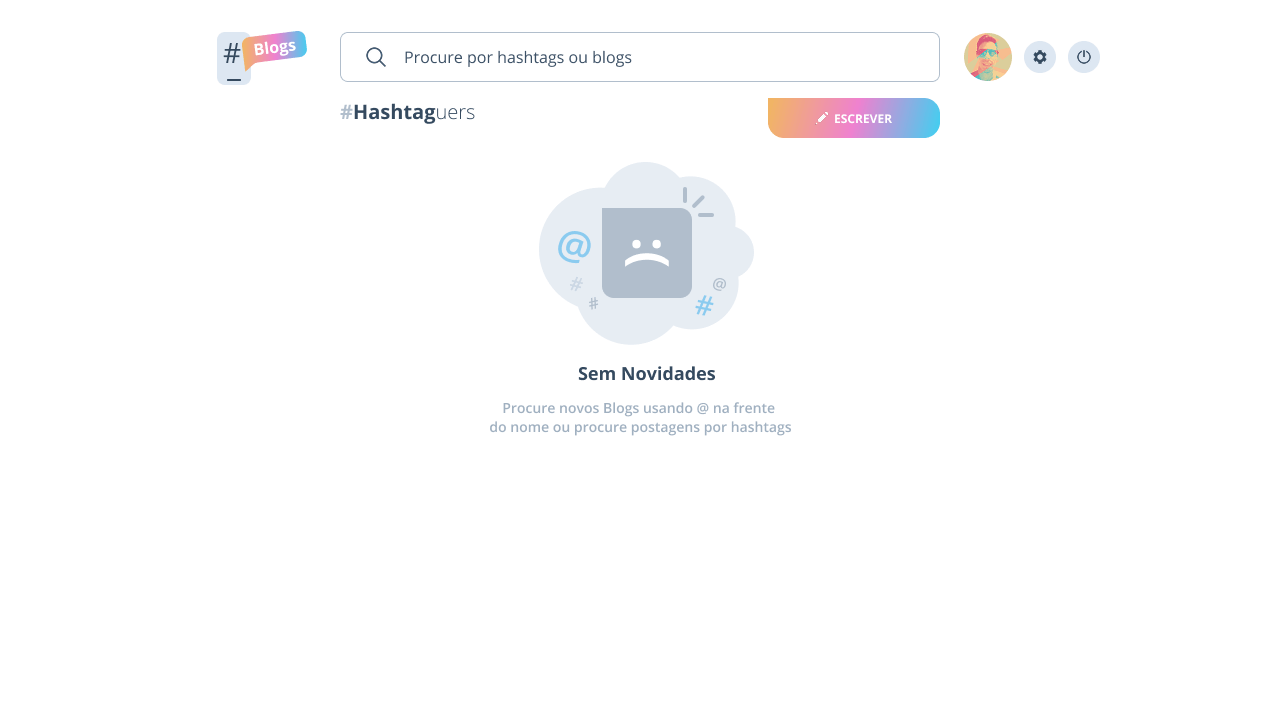 #
Blogs
Procure por hashtags ou blogs
#Hashtaguers
ESCREVER
@
#
#
@
#
Sem Novidades
Procure novos Blogs usando @ na frente
do nome ou procure postagens por hashtags